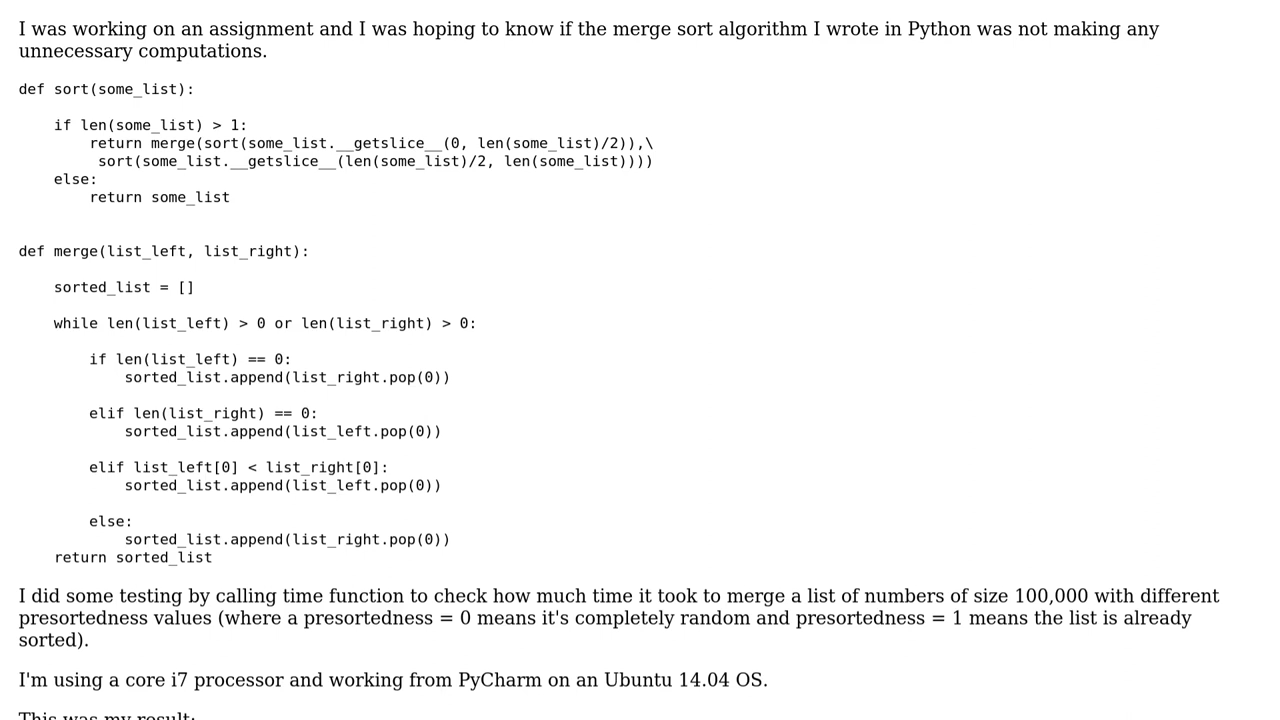 I was working on an assignment and I was hoping to know if the merge sort algorithm I wrote in Python was not making any
unnecessary computations.
def sort(some_list):
    if len(some_list) > 1:
        return merge(sort(some_list.__getslice__(0, len(some_list)/2)),\
         sort(some_list.__getslice__(len(some_list)/2, len(some_list))))
    else:
        return some_list
def merge(list_left, list_right):
    sorted_list = []
    while len(list_left) > 0 or len(list_right) > 0:
        if len(list_left) == 0:
            sorted_list.append(list_right.pop(0))
        elif len(list_right) == 0:
            sorted_list.append(list_left.pop(0))
        elif list_left[0] < list_right[0]:
            sorted_list.append(list_left.pop(0))
        else:
            sorted_list.append(list_right.pop(0))
    return sorted_list
I did some testing by calling time function to check how much time it took to merge a list of numbers of size 100,000 with different
presortedness values (where a presortedness = 0 means it's completely random and presortedness = 1 means the list is already
sorted).
I'm using a core i7 processor and working from PyCharm on an Ubuntu 14.04 OS.
This was my result: